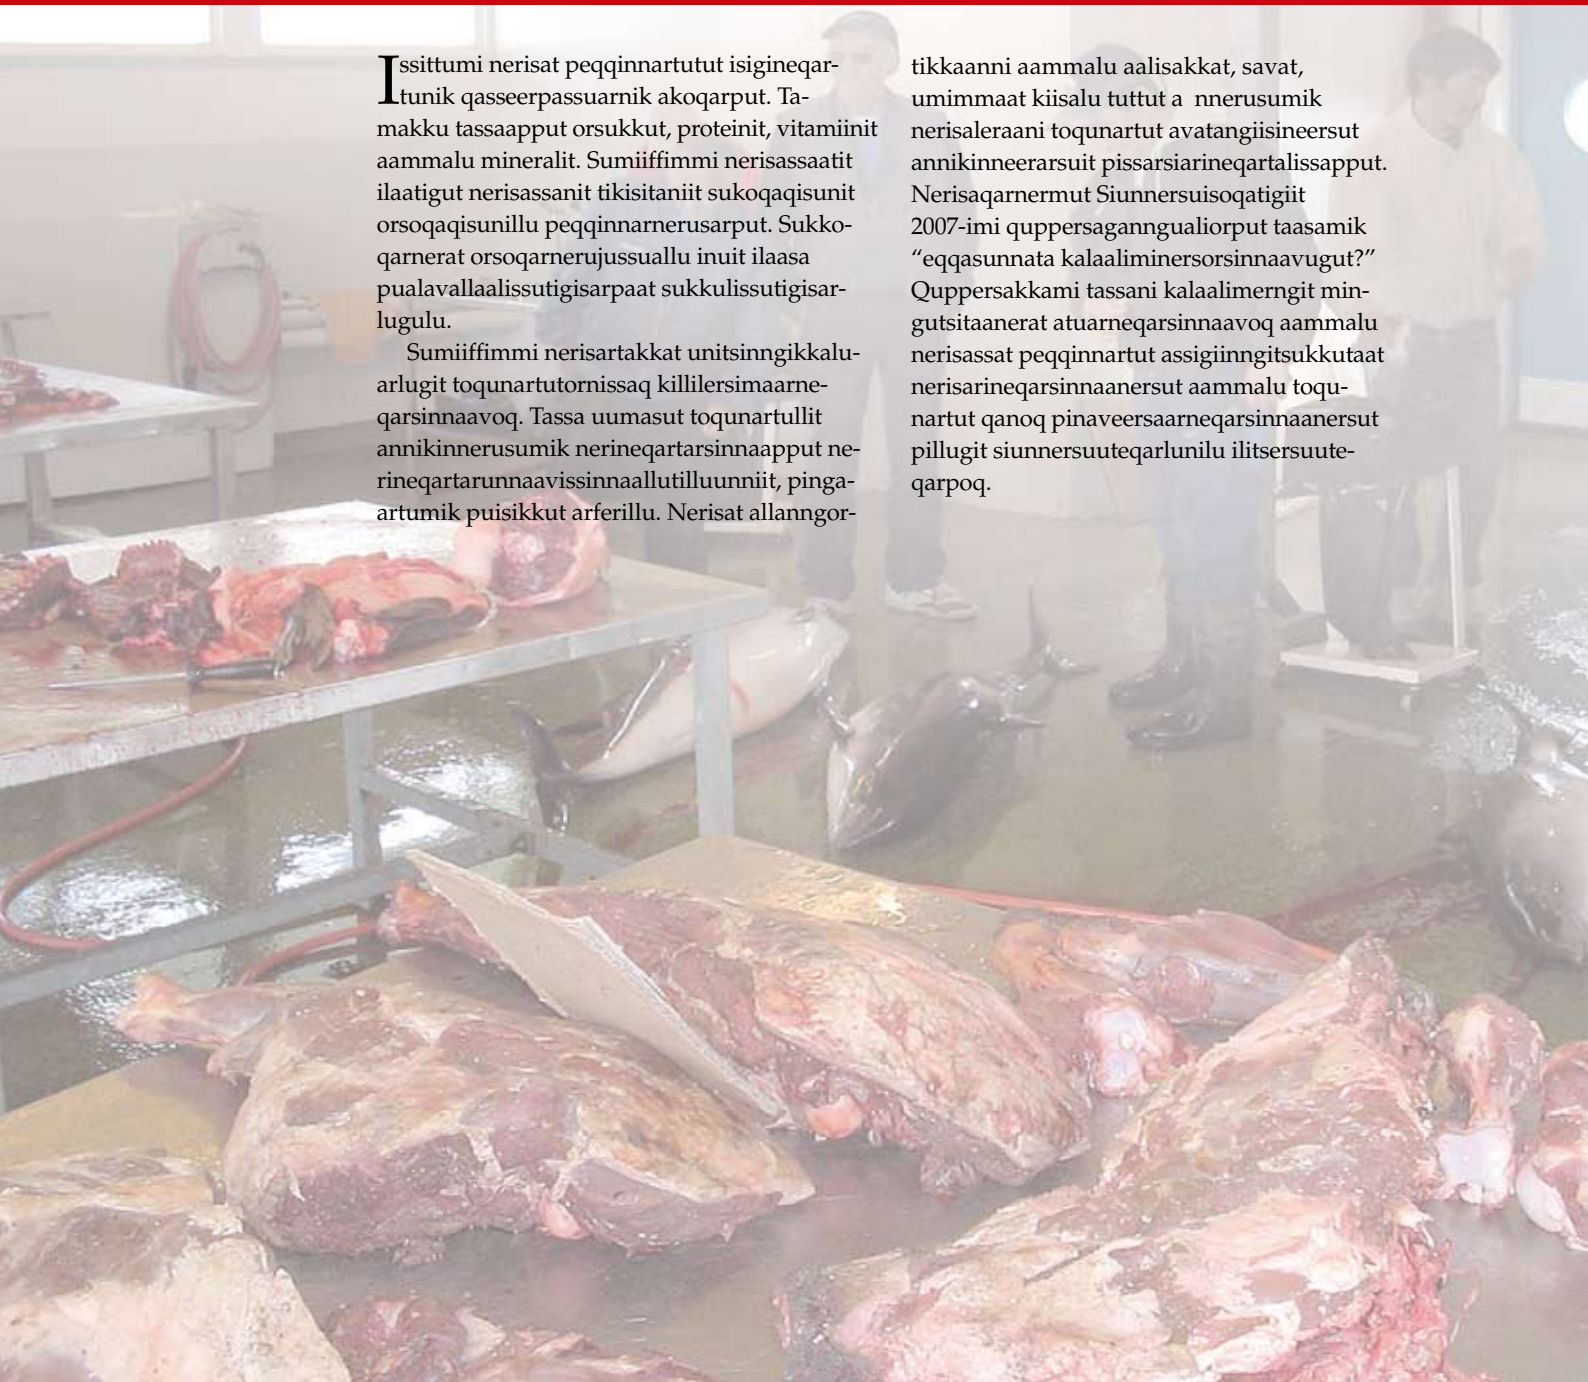 Issittumi nerisat peqqinnartutut isigineqar-
tunik qasseerpassuarnik akoqarput. Ta-
makku tassaapput orsukkut, proteinit, vitamiinit
aammalu mineralit. Sumiiffimmi nerisassaatit
ilaatigut nerisassanit tikisitaniit sukoqaqisunit
orsoqaqisunillu peqqinnarnerusarput. Sukko-
qarnerat orsoqarnerujussuallu inuit ilaasa
pualavallaalissutigisarpaat sukkulissutigisar-
lugulu.
Sumiiffimmi nerisartakkat unitsinngikkalu-
arlugit toqunartutornissaq killilersimaarne-
qarsinnaavoq. Tassa uumasut toqunartullit
annikinnerusumik nerineqartarsinnaapput ne-
rineqartarunnaavissinnaallutilluunniit, pinga-
artumik puisikkut arferillu. Nerisat allanngor-
tikkaanni aammalu aalisakkat, savat,
umimmaat kiisalu tuttut a nnerusumik
nerisaleraani toqunartut avatangiisineersut
annikinneerarsuit pissarsiarineqartalissapput.
Nerisaqarnermut Siunnersuisoqatigiit
2007-imi quppersaganngualiorput taasamik
“eqqasunnata kalaaliminersorsinnaavugut?”
Quppersakkami tassani kalaalimerngit min-
gutsitaanerat atuarneqarsinnaavoq aammalu
nerisassat peqqinnartut assigiinngitsukkutaat
nerisarineqarsinnaanersut aammalu toqu-
nartut qanoq pinaveersaarneqarsinnaanersut
pillugit siunnersuuteqarlunilu ilitsersuute-
qarpoq.